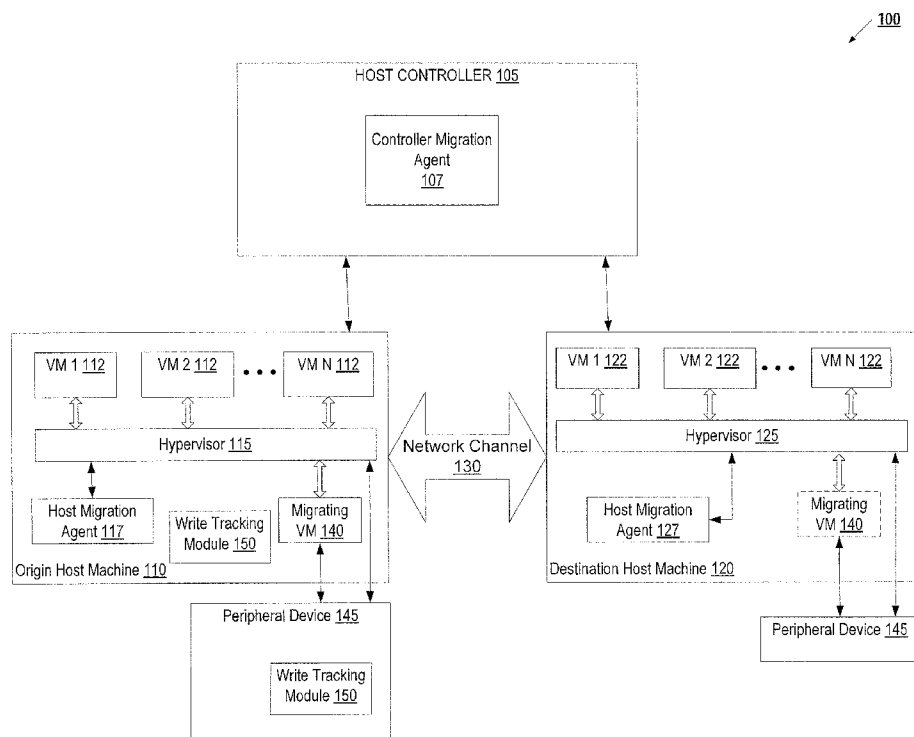 100
HOST CONTROLLER 105
Controller Migration
Agent
107
VM 1 112
VM 2 112
•••
VM N 112
Hypervisor 115
Host Migration
Agent 117
Write Tracking
Module 150
Migrating
VM 140
Origin Host Machine 110
Network Channel
130
VM 1 122
VM 2 122
•••
VM N 122
Hypervisor 125
Host Migration
Agent 127
Migrating
VM 140
Destination Host Machine 120
Peripheral Device 145
Write Tracking
Module 150
Peripheral Device 145